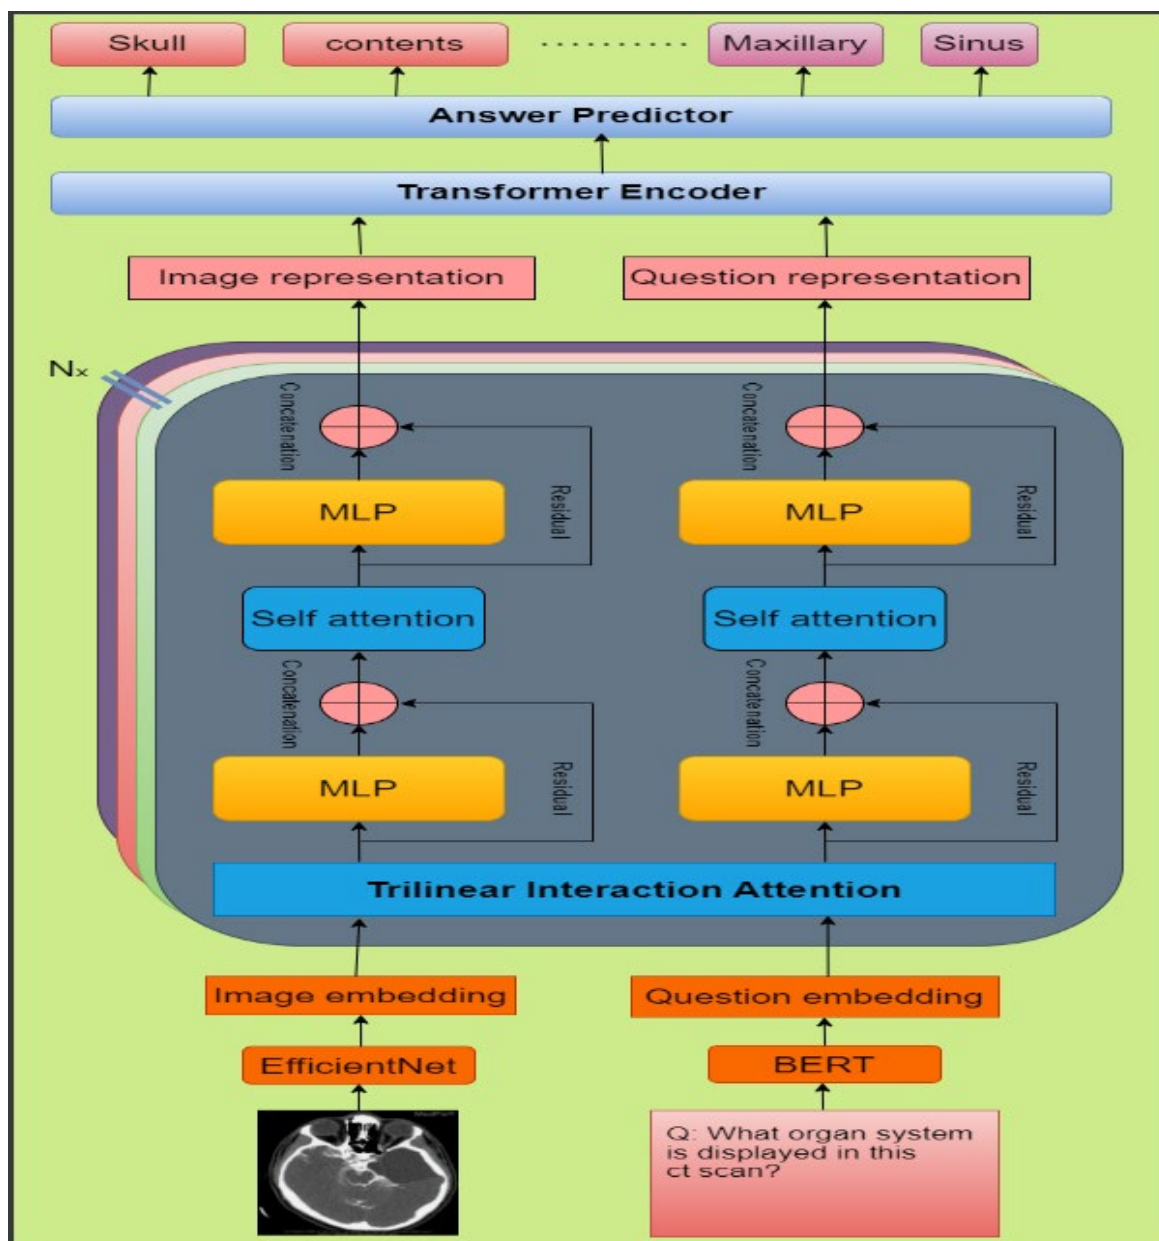 Skull
contents
..........
Maxillary
Sinus
Answer Predictor
Transformer Encoder
Image representation
Question representation
Nx
Concatenation
Concatenation
MLP
Residual
MLP
Residual
Self attention
Self attention
Concatenation
Concatenation
MLP
Residual
MLP
Residual
Trilinear Interaction Attention
Image embedding
Question embedding
EfficientNet
BERT
Q: What organ system
is displayed in this
ct scan?